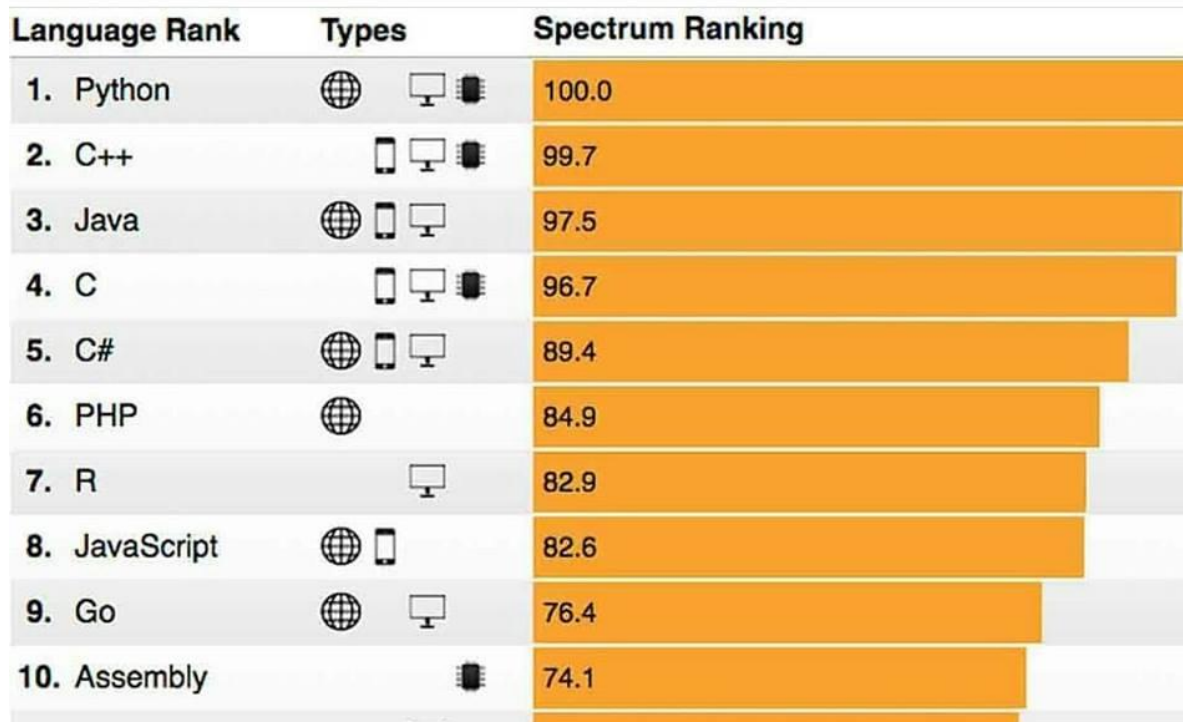 Language Rank Types Spectrum Ranking
1. Python 100.0
2. C++ 99.7
3. Java 97.5
4. C 96.7
5. C# 89.4
6. PHP 84.9
7. R 82.9
8. JavaScript 82.6
9. Go 76.4
10. Assembly 74.1